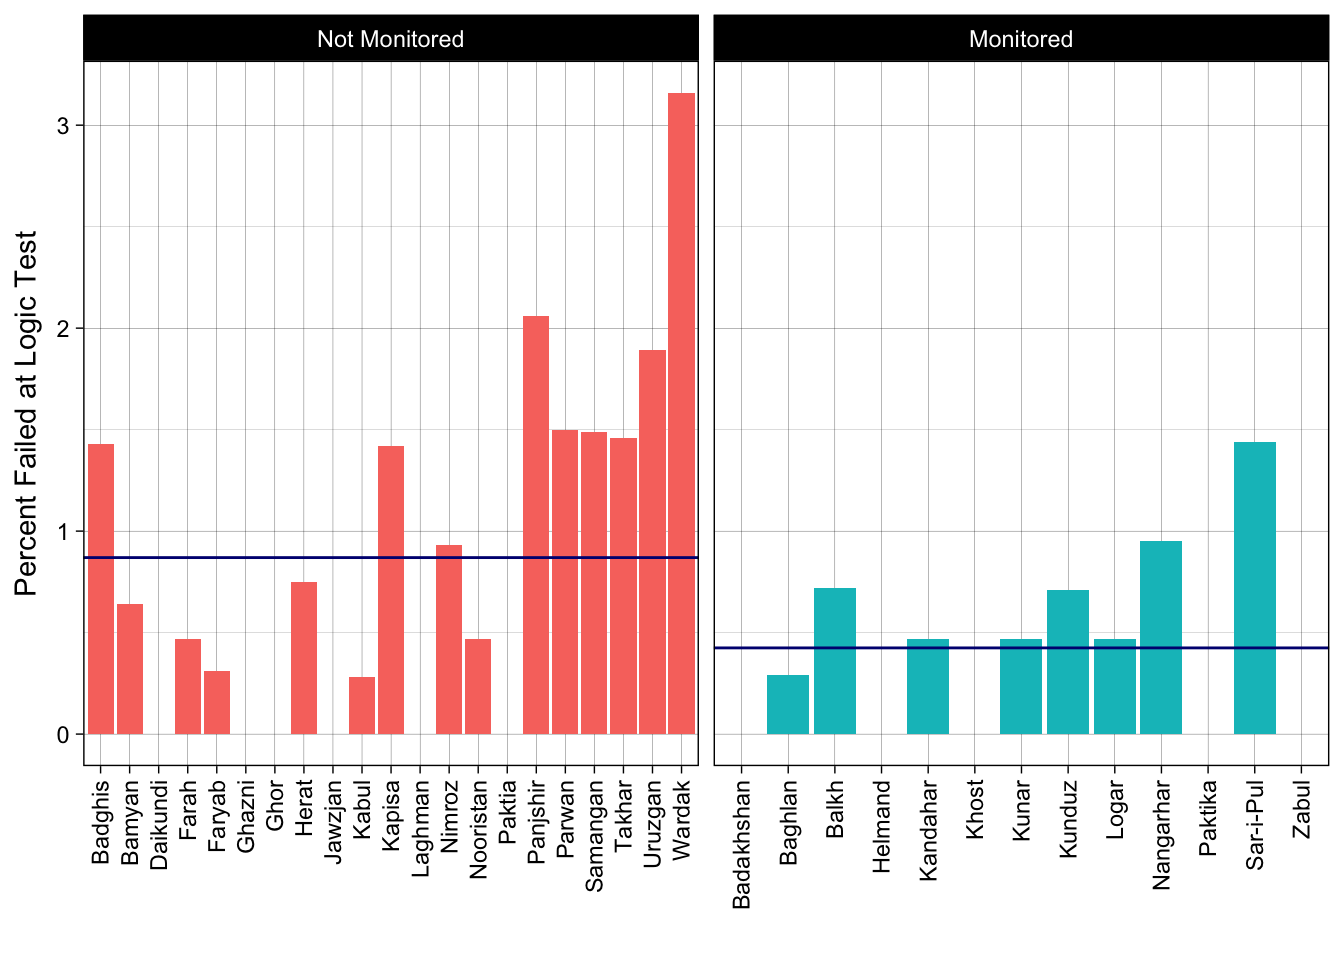 Not Monitored
Monitored
Percent Failed at Logic Test
3
2
1
0
Badghis
Bamyan
Daikundi
Farah
Faryab
Ghazni
Ghor
Herat
Jawzjan
Kabul
Kapisa
Laghman
Nimroz
Nooristan
Paktia
Panjshir
Parwan
Samangan
Takhar
Uruzgan
Wardak
Badakhshan
Baghlan
Balkh
Helmand
Kandahar
Khost
Kunar
Kunduz
Logar
Nangarhar
Paktika
Sar-i-Pul
Zabul